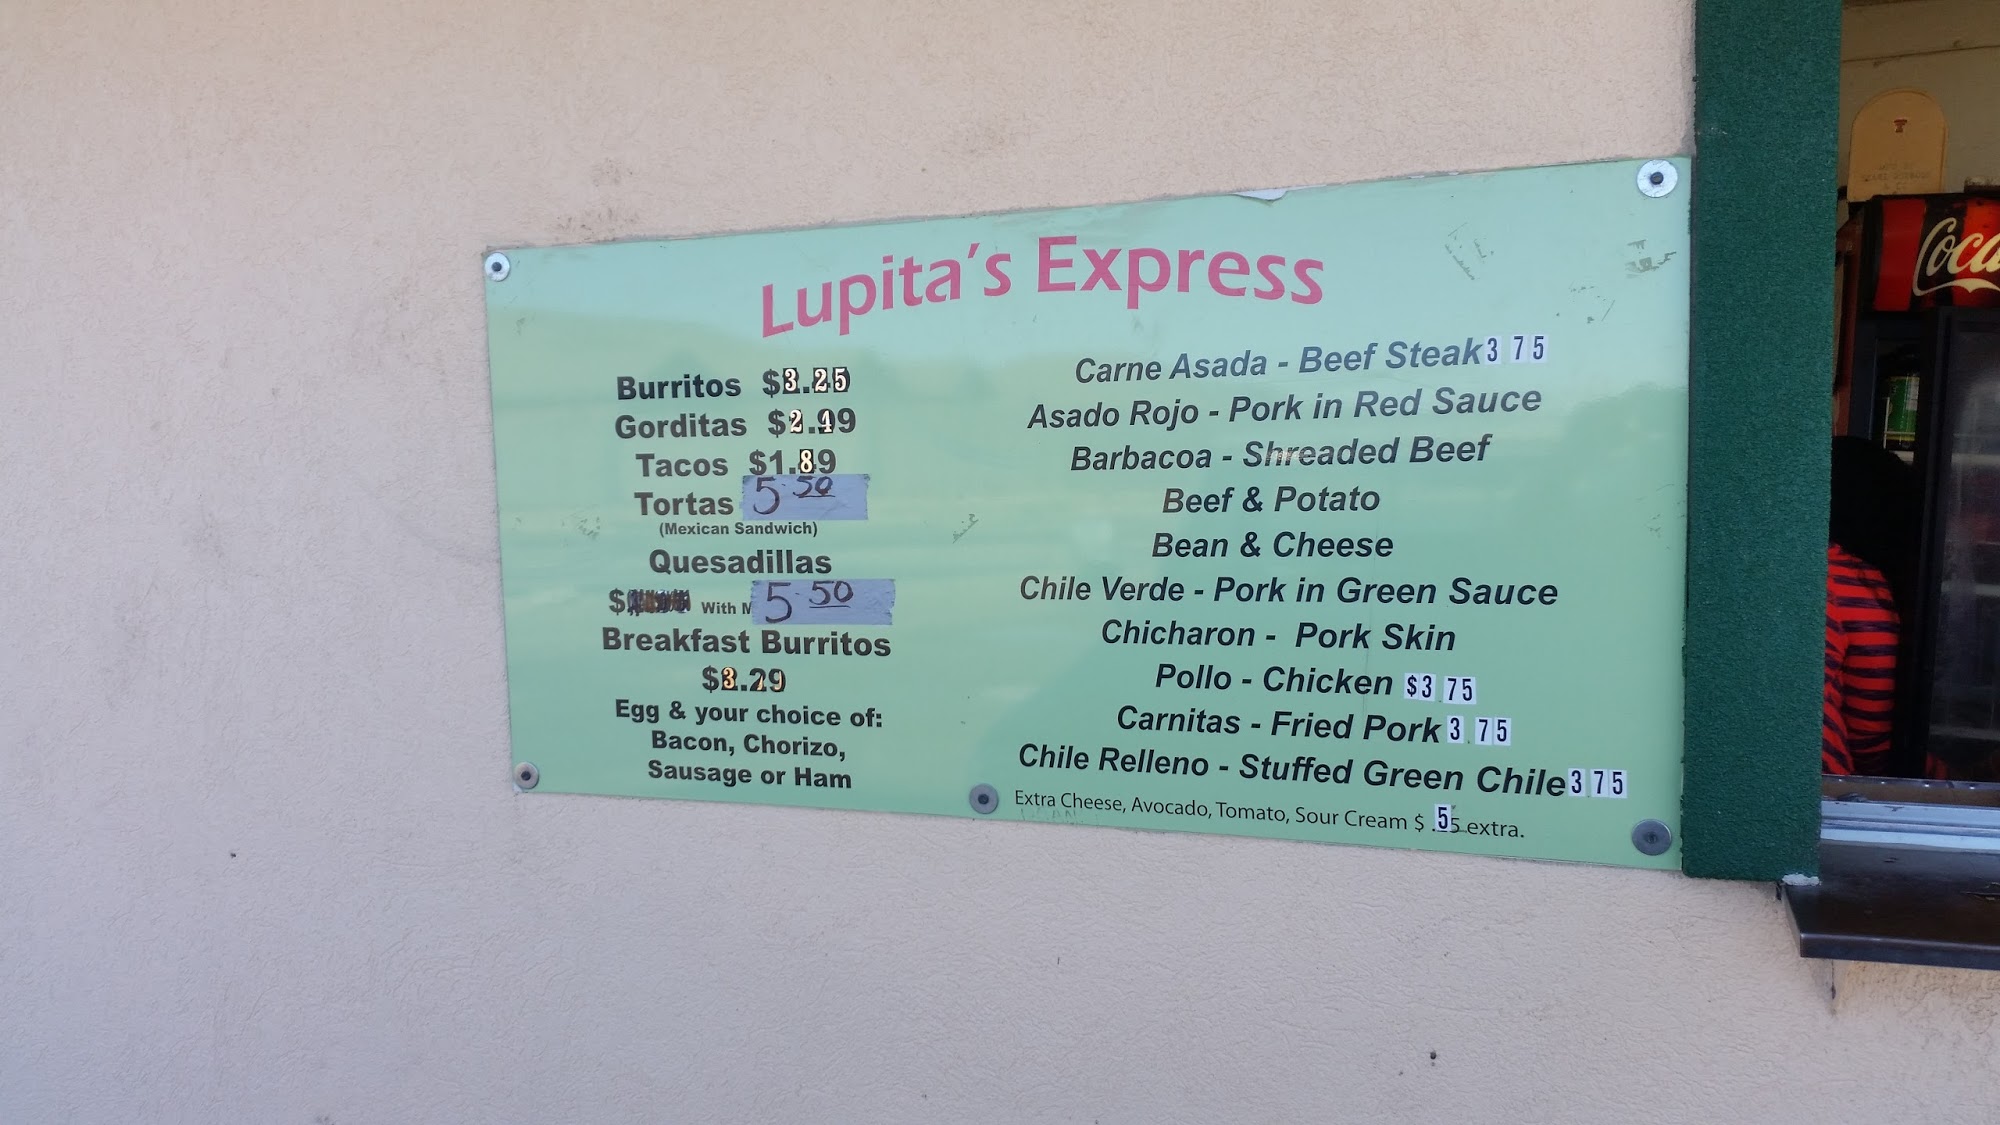 Lupita's Express
Burritos $3.25
Gorditas $2.49
Tacos $1.89
Tortas 5.50
(Mexican Sandwich)
Quesadillas
$ With 5.50
Breakfast Burritos
$3.29
Egg & your choice of:
Bacon, Chorizo,
Sausage or Ham
Carne Asada - Beef Steak 3 75
Asado Rojo - Pork in Red Sauce
Barbacoa - Shreaded Beef
Beef & Potato
Bean & Cheese
Chile Verde - Pork in Green Sauce
Chicharon - Pork Skin
Pollo - Chicken $3 75
Carnitas - Fried Pork 3.75
Chile Relleno - Stuffed Green Chile 3 75
Extra Cheese, Avocado, Tomato, Sour Cream $ .55 extra.
Coca